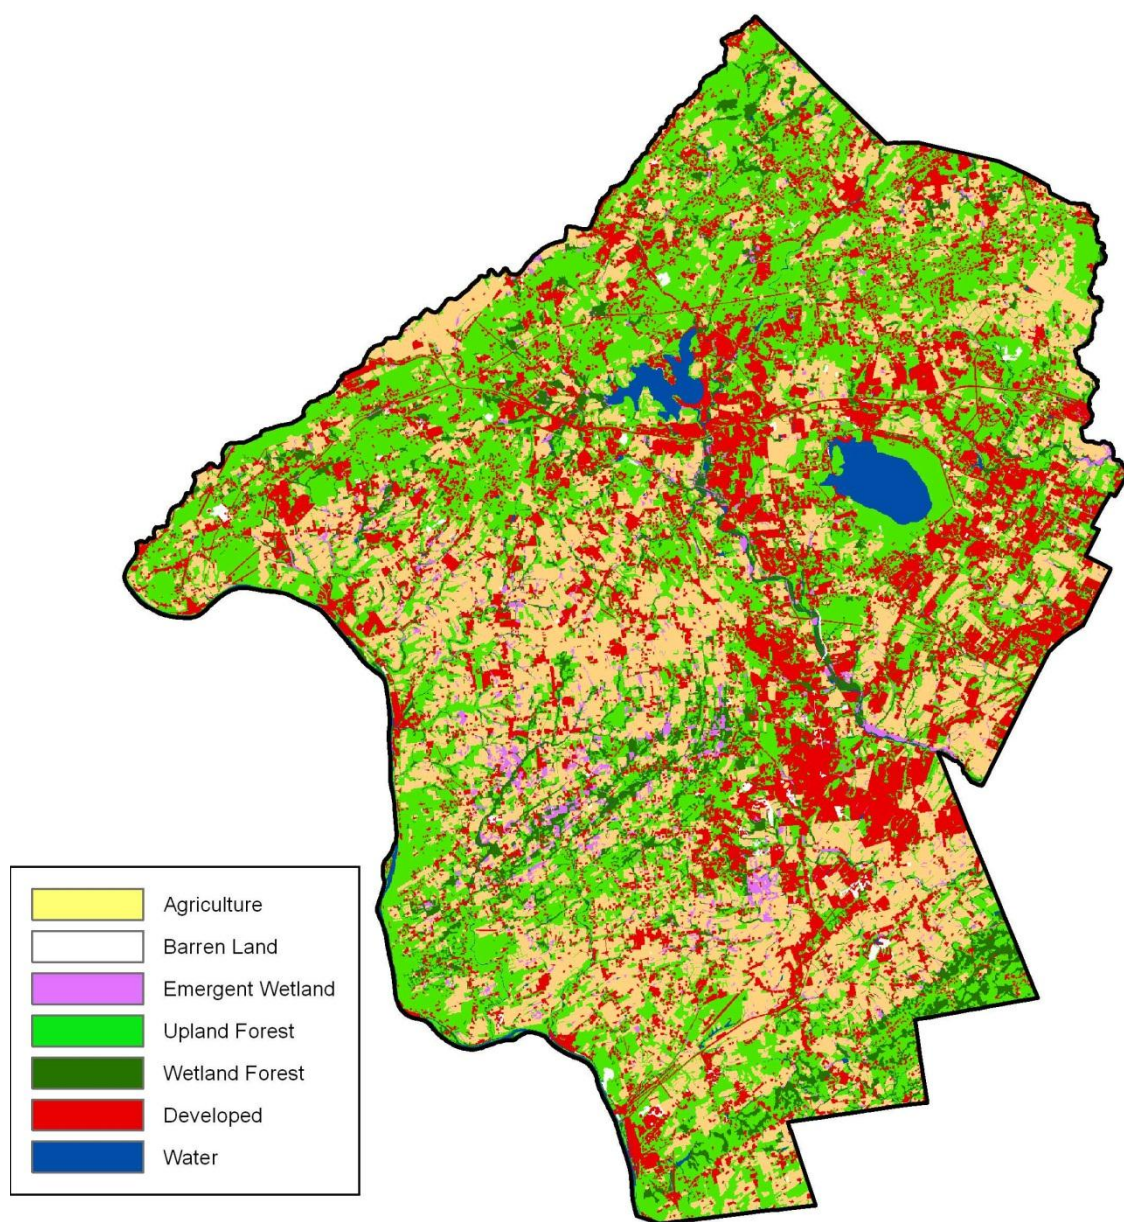 Agriculture
Barren Land
Emergent Wetland
Upland Forest
Wetland Forest
Developed
Water